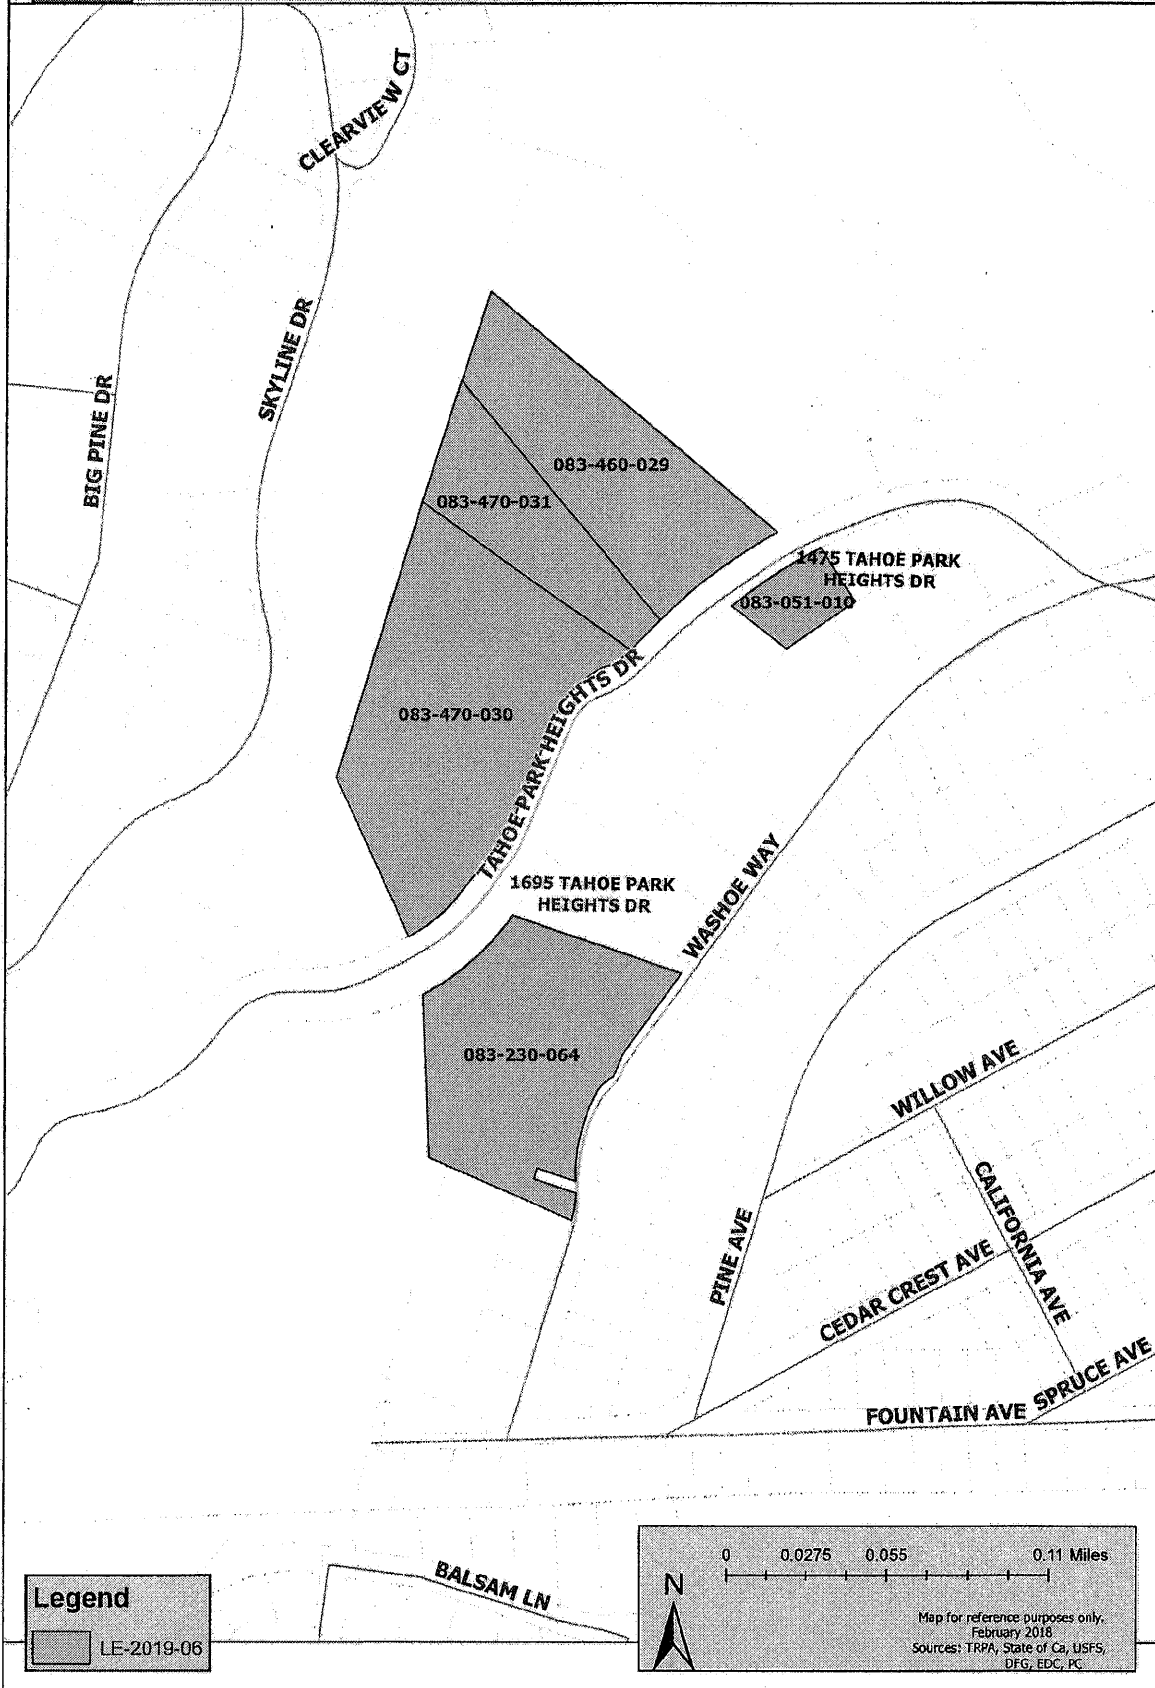 CLEARVIEW CT
SKYLINE DR
BIG PINE DR
083-460-029
083-470-031
1475 TAHOE PARK
HEIGHTS DR
083-051-010
083-470-030
TAHOE PARK HEIGHTS DR
1695 TAHOE PARK
HEIGHTS DR
WASHOE WAY
083-230-064
WILLOW AVE
CALIFORNIA AVE
PINE AVE
CEDAR CREST AVE
SPRUCE AVE
FOUNTAIN AVE
BALSAM LN
0 0.0275 0.055 0.11 Miles
N
Map for reference purposes only.
February 2018
Sources: TRPA, State of Ca, USFS,
DFG, EDC, PC
Legend
LE-2019-06